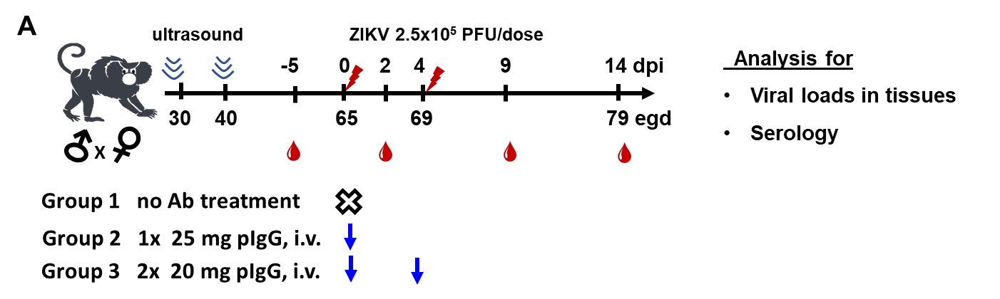 A
ultrasound ZIKV 2.5x10⁵ PFU/dose
-5 0 2 4 9 14 dpi
30 40 65 69 79 egd
♂ x ♀
Analysis for
• Viral loads in tissues
• Serology
Group 1 no Ab treatment
Group 2 1x 25 mg pIgG, i.v.
Group 3 2x 20 mg pIgG, i.v.